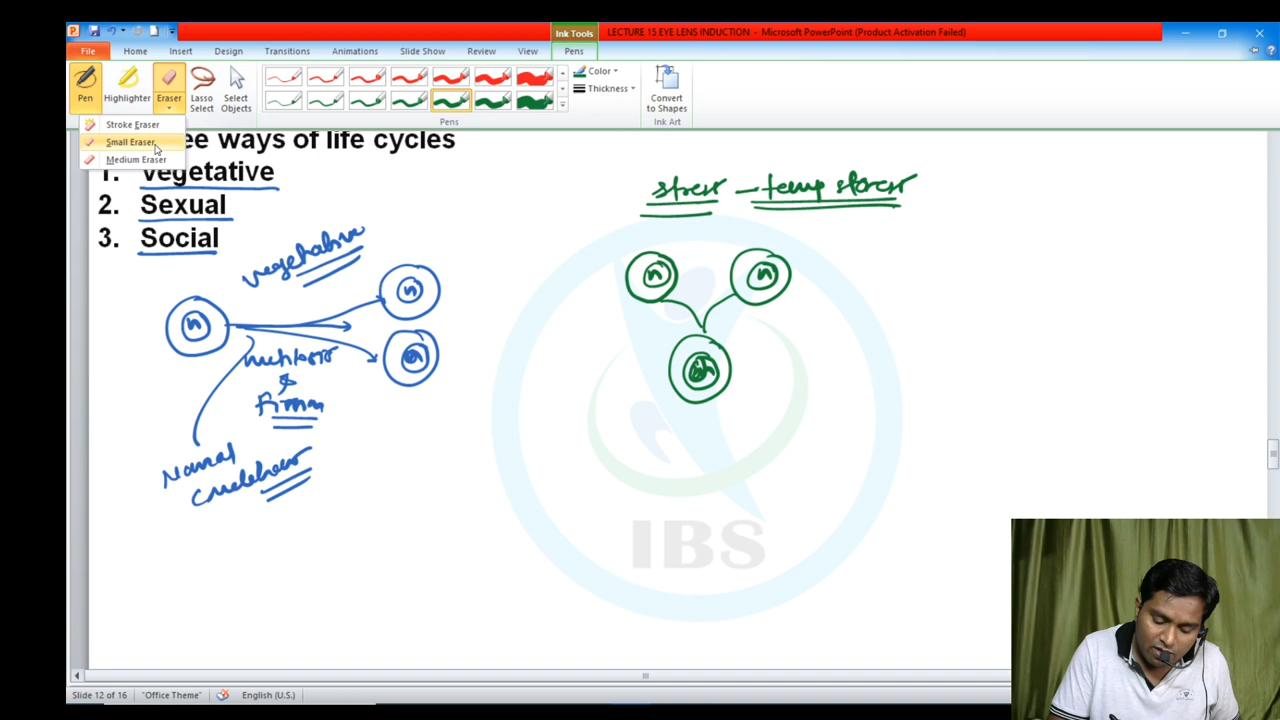 LECTURE 15 EYE LENS INDUCTION - Microsoft PowerPoint (Product Activation Failed)
Ink Tools
File Home Insert Design Transitions Animations Slide Show Review View Pens
Pen Highlighter Eraser Lasso Select Select Objects
Color
Thickness
Convert to Shapes
Pens
Ink Art
Stroke Eraser
Small Eraser
Medium Eraser
ee ways of life cycles
1. Vegetative
2. Sexual
3. Social
stress - temp stress
vegetative
n
n
n
n
n
Normal
IBS
Slide 12 of 16
"Office Theme"
English (U.S.)